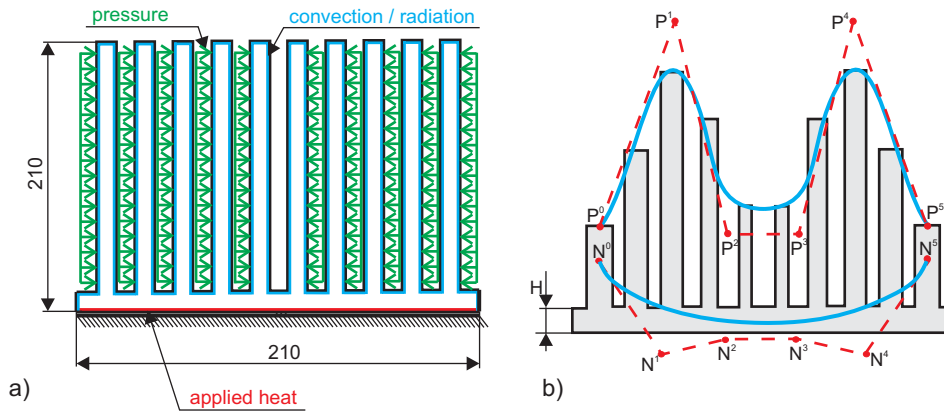 pressure
convection / radiation
210
210
applied heat
a)
P1
P4
P0
P2
P3
P5
N0
N5
H
N1
N2
N3
N4
b)